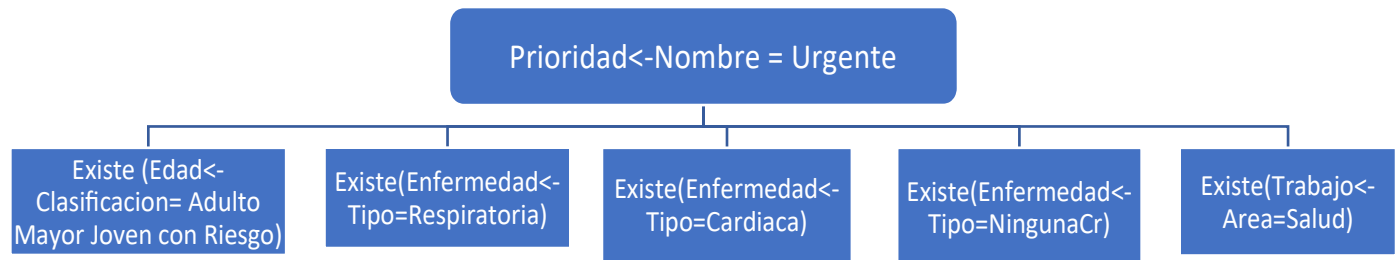 Prioridad<-Nombre = Urgente
Existe (Edad<-
Clasificacion= Adulto
Mayor Joven con Riesgo)
Existe(Enfermedad<-
Tipo=Respiratoria)
Existe(Enfermedad<-
Tipo=Cardiaca)
Existe(Enfermedad<-
Tipo=NingunaCr)
Existe(Trabajo<-
Area=Salud)